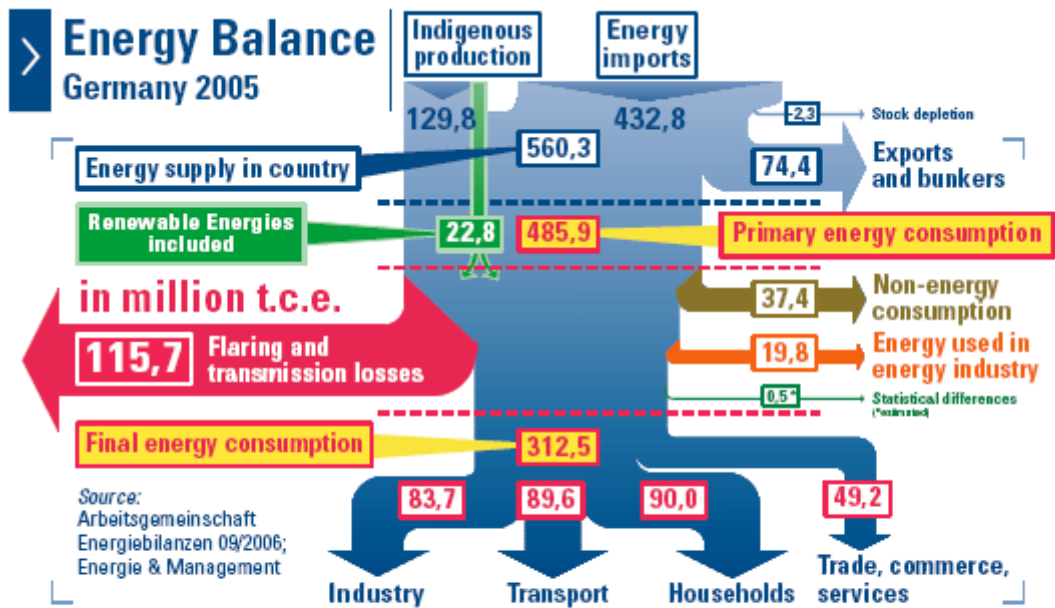 Energy Balance
Germany 2005
Indigenous
production
Energy
imports
129,8
432,8
-2,3
Stock depletion
Energy supply in country
560,3
74,4
Exports
and bunkers
Renewable Energies
included
22,8
485,9
Primary energy consumption
in million t.c.e.
37,4
Non-energy
consumption
115,7
Flaring and
transmission losses
19,8
Energy used in
energy industry
0,5*
Statistical differences
(*estimated)
Final energy consumption
312,5
Source:
Arbeitsgemeinschaft
Energiebilanzen 09/2006;
Energie & Management
83,7
89,6
90,0
49,2
Industry
Transport
Households
Trade, commerce,
services